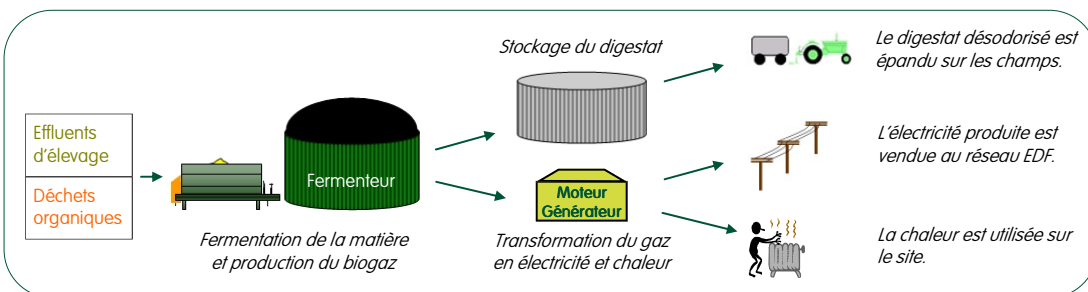 Effluents
d'élevage
Déchets
organiques
Fermenteur
Fermentation de la matière
et production du biogaz
Stockage du digestat
Moteur
Générateur
Transformation du gaz
en électricité et chaleur
Le digestat désodorisé est
épandu sur les champs.
L'électricité produite est
vendue au réseau EDF.
La chaleur est utilisée sur
le site.